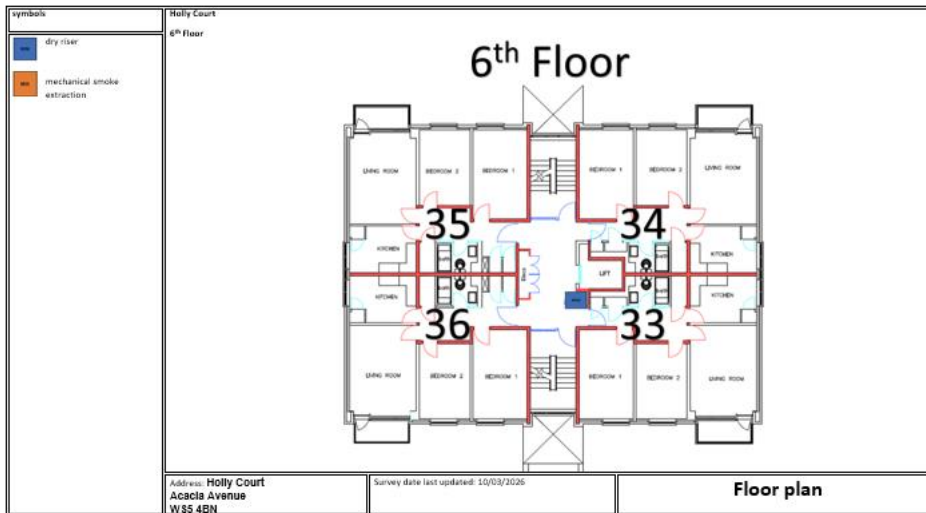 symbols
dry riser
mechanical smoke
extraction
Holly Court
6th Floor
6th Floor
LIVING ROOM
BEDROOM 2
BEDROOM 1
BEDROOM 1
BEDROOM 2
LIVING ROOM
35
34
KITCHEN
KITCHEN
LIFT
KITCHEN
KITCHEN
36
33
LIVING ROOM
BEDROOM 2
BEDROOM 1
BEDROOM 1
BEDROOM 2
LIVING ROOM
Address: Holly Court
Acacia Avenue
WS5 4BN
Survey date last updated: 10/03/2026
Floor plan